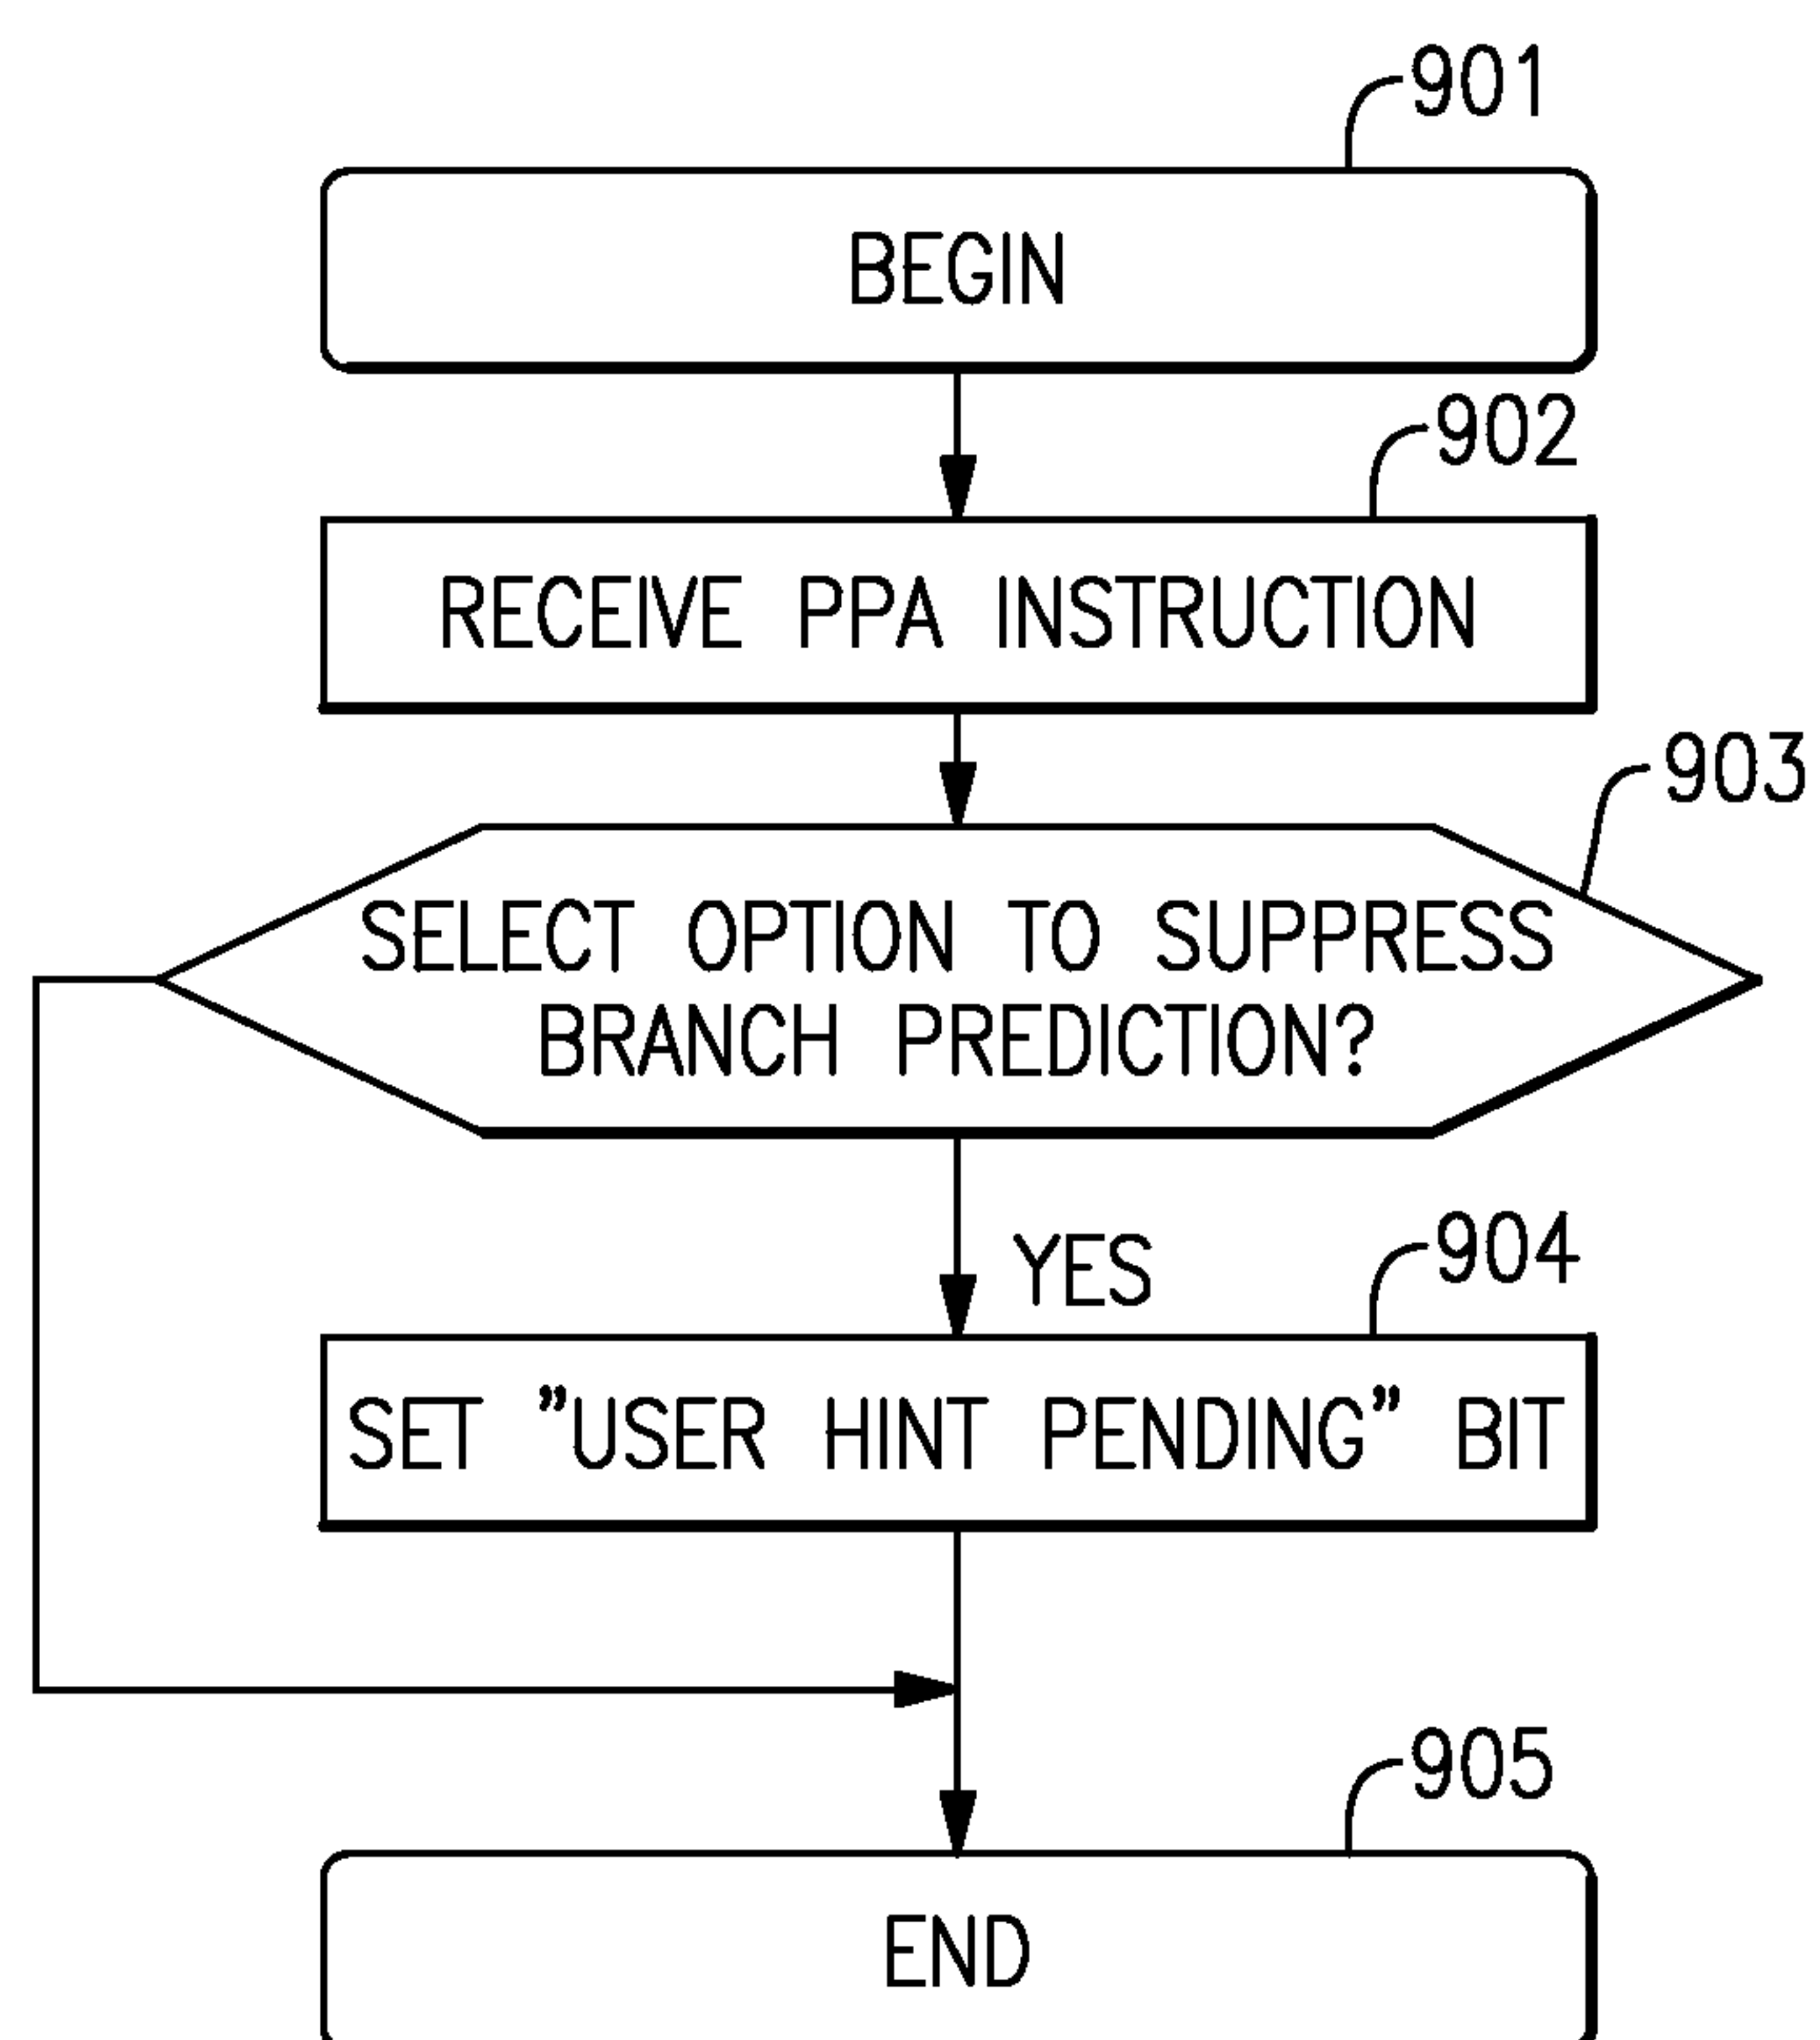 901
BEGIN
902
RECEIVE PPA INSTRUCTION
903
SELECT OPTION TO SUPPRESS
BRANCH PREDICTION?
YES
904
SET ”USER HINT PENDING” BIT
905
END